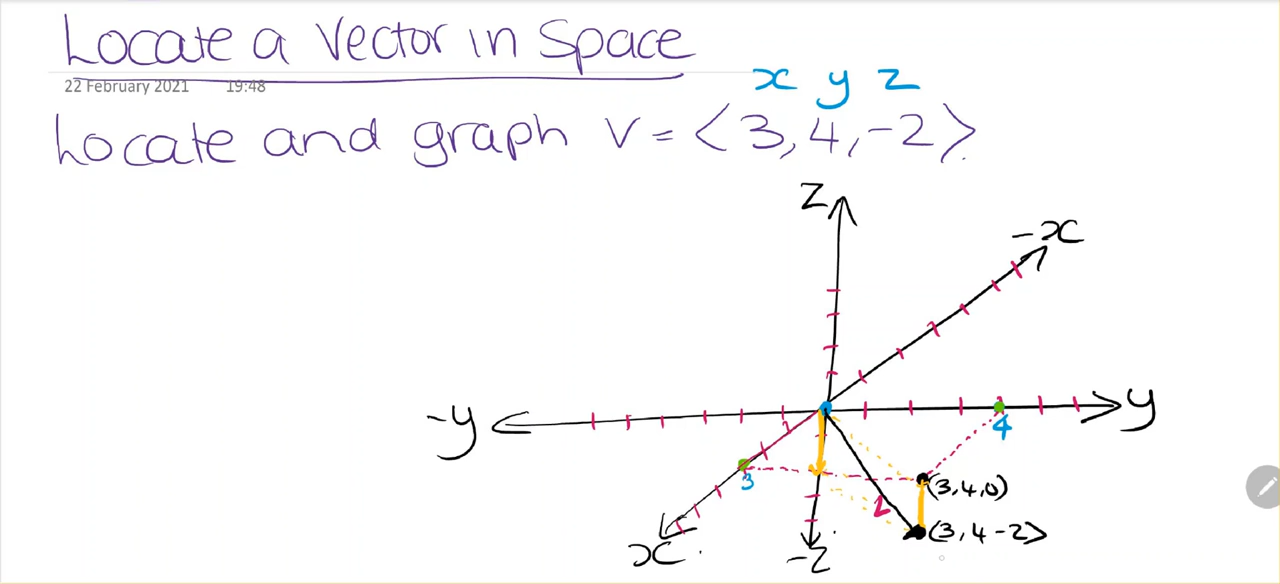 Locate a Vector in Space
22 February 2021 19:48
x y z
Locate and graph V = <3, 4, -2>.
z
-x
-y
y
4
3
(3,4,0)
2
(3, 4 -2>
x
-z